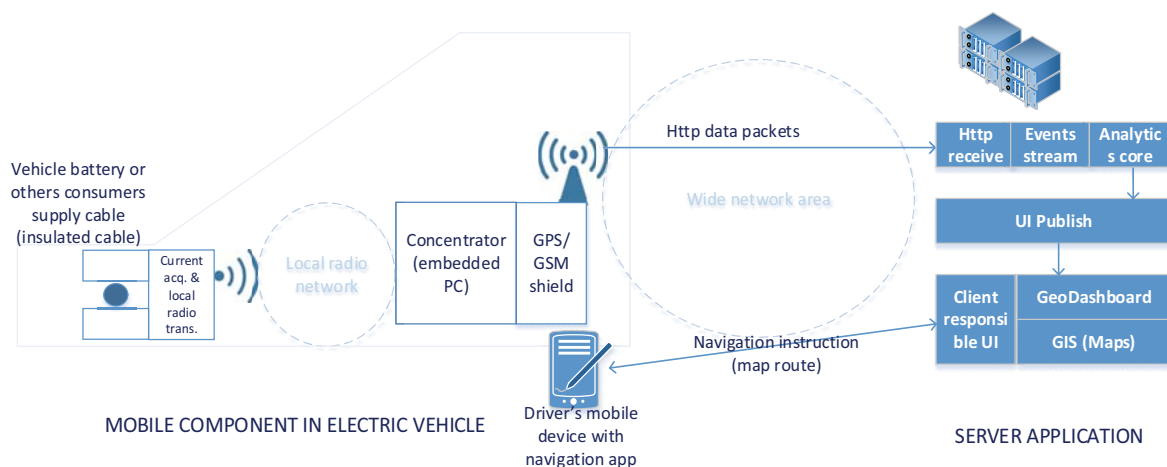 Http data packets
Http
receive
Events
stream
Analytic
s core
Vehicle battery or
others consumers
supply cable
(insulated cable)
Wide network area
UI Publish
Current
acq. &
local
radio
trans.
Local radio
network
Concentrator
(embedded
PC)
GPS/
GSM
shield
Client
responsi
ble UI
GeoDashboard
GIS (Maps)
Navigation instruction
(map route)
MOBILE COMPONENT IN ELECTRIC VEHICLE
Driver's mobile
device with
navigation app
SERVER APPLICATION